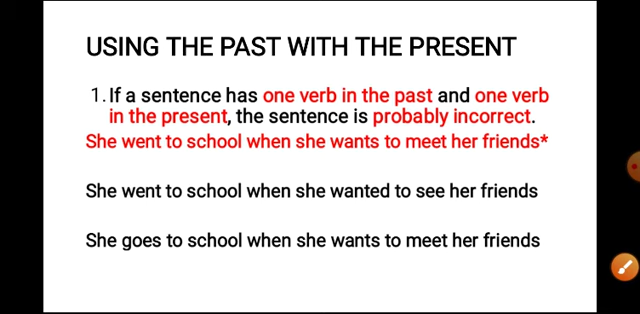 USING THE PAST WITH THE PRESENT
1. If a sentence has one verb in the past and one verb
in the present, the sentence is probably incorrect.
She went to school when she wants to meet her friends*
She went to school when she wanted to see her friends
She goes to school when she wants to meet her friends